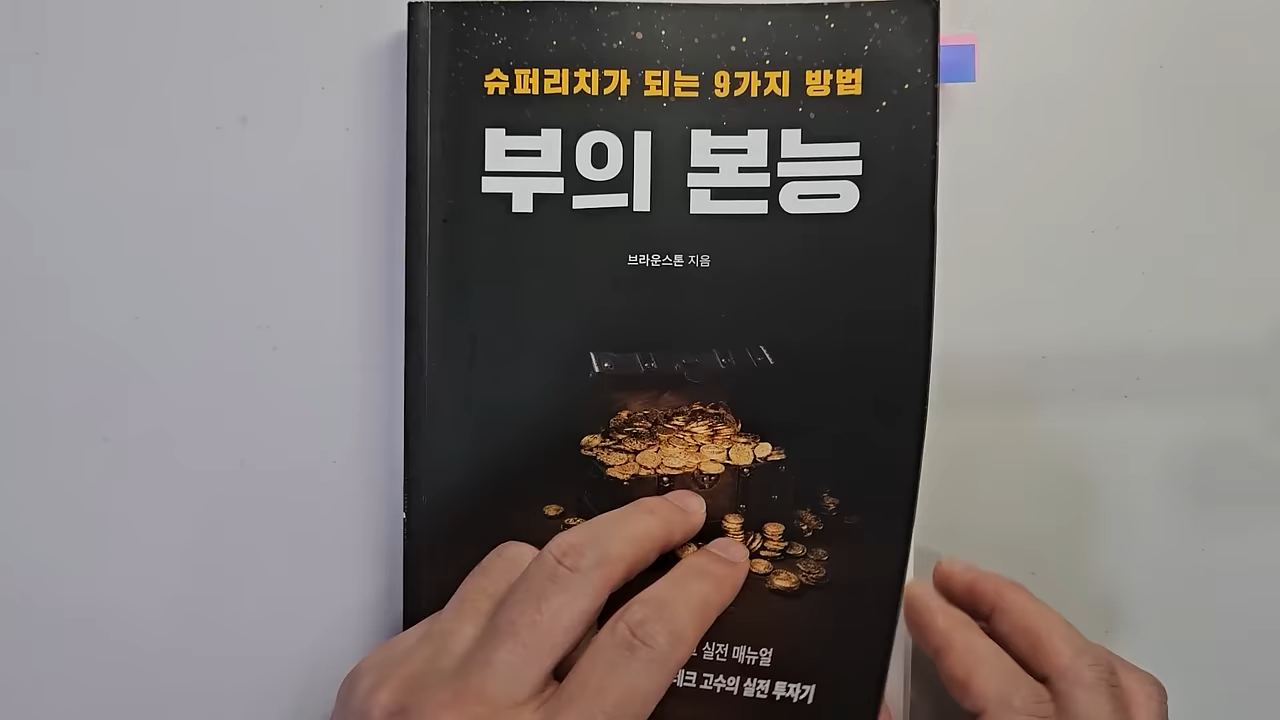 슈퍼리치가 되는 9가지 방법
부의 본능
브라운스톤 지음
실전 매뉴얼
고수의 실전 투자기